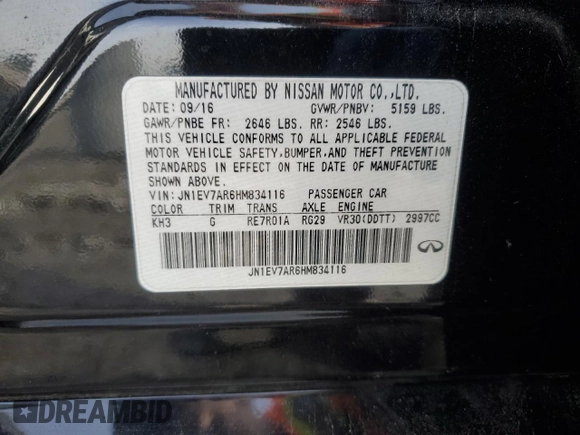 MANUFACTURED BY NISSAN MOTOR CO.,LTD.
DATE: 09/16 GVWR/PNBV: 5159 LBS.
GAWR/PNBE FR: 2646 LBS. RR: 2546 LBS.
THIS VEHICLE CONFORMS TO ALL APPLICABLE FEDERAL
MOTOR VEHICLE SAFETY,BUMPER,AND THEFT PREVENTION
STANDARDS IN EFFECT ON THE DATE OF MANUFACTURE
SHOWN ABOVE.
VIN: JN1EV7AR6HM834116 PASSENGER CAR
COLOR TRIM TRANS AXLE ENGINE
KH3 G RE7R01A RG29 VR30(DDTT) 2997CC
JN1EV7AR6HM834116
DREAMBID